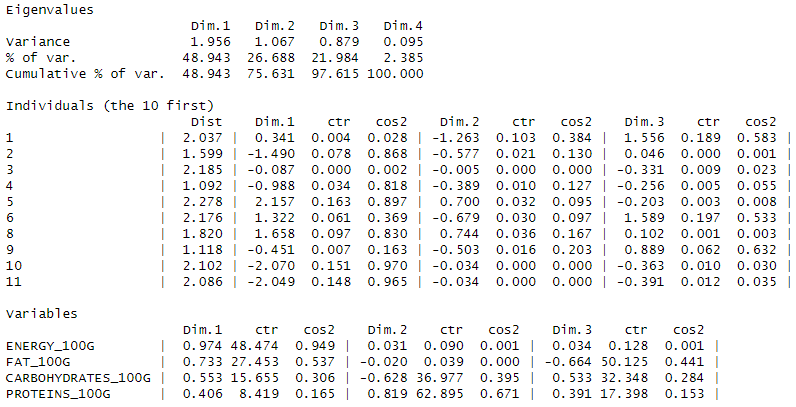 Eigenvalues
                       Dim.1   Dim.2   Dim.3   Dim.4
Variance               1.956   1.067   0.879   0.095
% of var.             48.943  26.688  21.984   2.385
Cumulative % of var.  48.943  75.631  97.615 100.000
Individuals (the 10 first)
                       Dist    Dim.1    ctr   cos2    Dim.2    ctr   cos2    Dim.3    ctr   cos2
1                  |  2.037 |  0.341  0.004  0.028 | -1.263  0.103  0.384 |  1.556  0.189  0.583 |
2                  |  1.599 | -1.490  0.078  0.868 | -0.577  0.021  0.130 |  0.046  0.000  0.001 |
3                  |  2.185 | -0.087  0.000  0.002 | -0.005  0.000  0.000 | -0.331  0.009  0.023 |
4                  |  1.092 | -0.988  0.034  0.818 | -0.389  0.010  0.127 | -0.256  0.005  0.055 |
5                  |  2.278 |  2.157  0.163  0.897 |  0.700  0.032  0.095 | -0.203  0.003  0.008 |
6                  |  2.176 |  1.322  0.061  0.369 | -0.679  0.030  0.097 |  1.589  0.197  0.533 |
8                  |  1.820 |  1.658  0.097  0.830 |  0.744  0.036  0.167 |  0.102  0.001  0.003 |
9                  |  1.118 | -0.451  0.007  0.163 | -0.503  0.016  0.203 |  0.889  0.062  0.632 |
10                 |  2.102 | -2.070  0.151  0.970 | -0.034  0.000  0.000 | -0.363  0.010  0.030 |
11                 |  2.086 | -2.049  0.148  0.965 | -0.034  0.000  0.000 | -0.391  0.012  0.035 |
Variables
                      Dim.1    ctr   cos2    Dim.2    ctr   cos2    Dim.3    ctr   cos2
ENERGY_100G        |  0.974 48.474  0.949 |  0.031  0.090  0.001 |  0.034  0.128  0.001 |
FAT_100G           |  0.733 27.453  0.537 | -0.020  0.039  0.000 | -0.664 50.125  0.441 |
CARBOHYDRATES_100G |  0.553 15.655  0.306 | -0.628 36.977  0.395 |  0.533 32.348  0.284 |
PROTEINS_100G      |  0.406  8.419  0.165 |  0.819 62.895  0.671 |  0.391 17.398  0.153 |